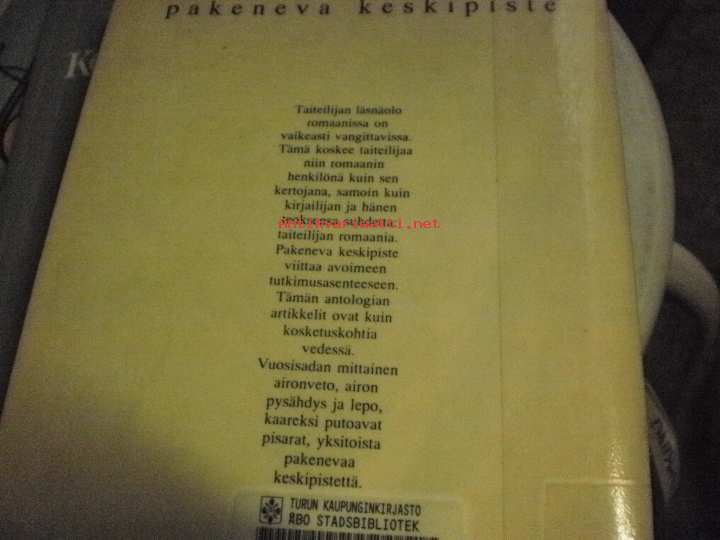 pakeneva keskipiste
K
Taiteilijan läsnäolo
romaanissa on
vaikeasti vangittavissa.
Tämä koskee taiteilijaa
niin romaanin
henkilönä kuin sen
kertojana, samoin kuin
kirjailijan ja hänen
suhdetta:
taiteilijan romaania.
Pakeneva keskipiste
viittaa avoimeen
tutkimusasenteeseen.
Tämän antologian
artikkelit ovat kuin
kosketuskohtia
vedessä.
Vuosisadan mittainen
aironveto, airon
pysähdys ja lepo,
kaareksi putoavat
pisarat, yksitoista
pakenevaa
keskipistettä.
TURUN KAUPUNGINKIRJASTO
ÅBO STADSBIBLIOTEK